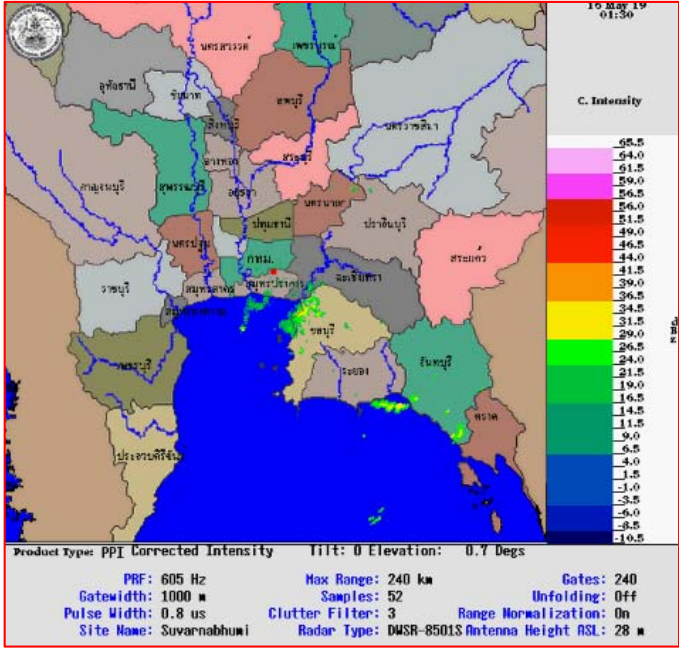 16 May 19
01:30
C. Intensity
นครสวรรค์
เพชรบูรณ์
อุทัยธานี
ชัยนาท
ลพบุรี
สิงห์บุรี
นครราชสีมา
อ่างทอง
สระบุรี
กาญจนบุรี
สุพรรณบุรี
อยุธยา
นครนายก
ปราจีนบุรี
ปทุมธานี
นครปฐม
กทม.
สระแก้ว
ราชบุรี
สมุทรสาคร
สมุทรปราการ
ฉะเชิงเทรา
ชลบุรี
เพชรบุรี
ระยอง
จันทบุรี
ตราด
65.5
64.0
61.5
59.0
56.5
56.0
51.5
49.0
46.5
44.0
41.5
39.0
36.5
34.0
31.5
29.0
26.5
24.0
21.5
19.0
16.5
14.5
11.5
9.0
6.5
4.0
1.5
-1.0
-3.5
-6.0
-8.5
-10.5
Product Type: PPI Corrected Intensity Tilt: 0 Elevation: 0.7 Degs
PRF: 605 Hz Max Range: 240 km Gates: 240
Gatewidth: 1000 m Samples: 52 Unfolding: Off
Pulse Width: 0.8 us Clutter Filter: 3 Range Normalization: On
Site Name: Suvarnabhumi Radar Type: DWSR-8501S Antenna Height ASL: 28 m